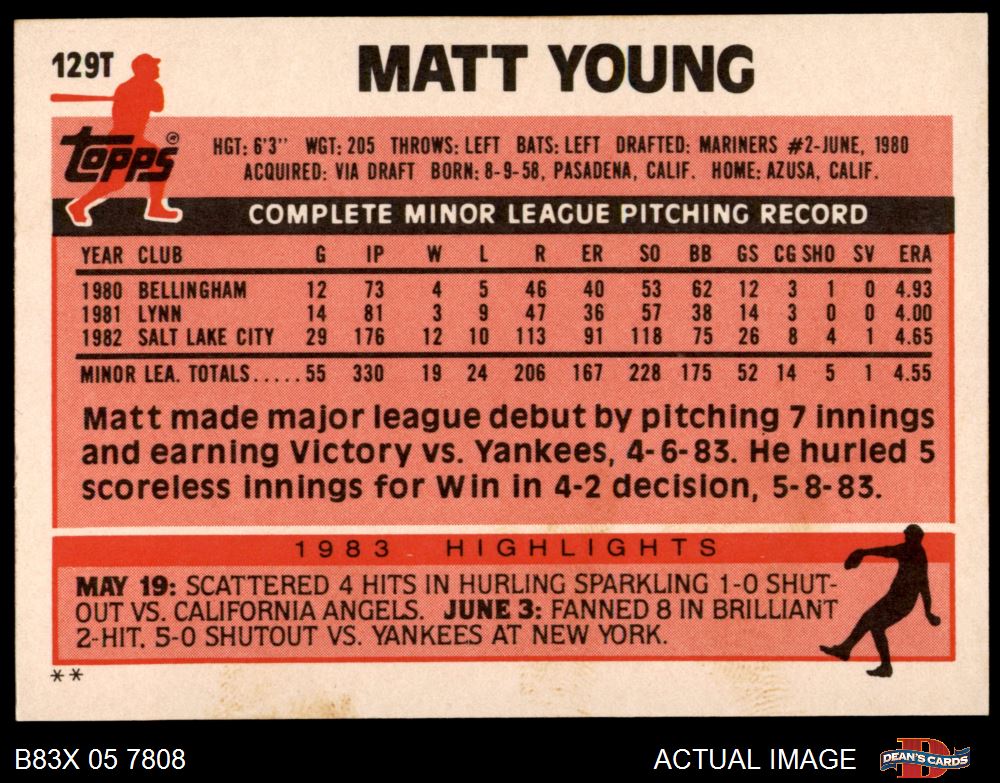 129T
MATT YOUNG
Topps®
HGT: 6'3" WGT: 205 THROWS: LEFT BATS: LEFT DRAFTED: MARINERS #2-JUNE, 1980
ACQUIRED: VIA DRAFT BORN: 8-9-58, PASADENA, CALIF. HOME: AZUSA, CALIF.
COMPLETE MINOR LEAGUE PITCHING RECORD
YEAR CLUB G IP W L R ER SO BB GS CG SHO SV ERA
1980 BELLINGHAM 12 73 4 5 46 40 53 62 12 3 1 0 4.93
1981 LYNN 14 81 3 9 47 36 57 38 14 3 0 0 4.00
1982 SALT LAKE CITY 29 176 12 10 113 91 118 75 26 8 4 1 4.65
MINOR LEA. TOTALS.....55 330 19 24 206 167 228 175 52 14 5 1 4.55
Matt made major league debut by pitching 7 innings
and earning Victory vs. Yankees, 4-6-83. He hurled 5
scoreless innings for Win in 4-2 decision, 5-8-83.
1983 HIGHLIGHTS
MAY 19: SCATTERED 4 HITS IN HURLING SPARKLING 1-0 SHUT-
OUT VS. CALIFORNIA ANGELS. JUNE 3: FANNED 8 IN BRILLIANT
2-HIT, 5-0 SHUTOUT VS. YANKEES AT NEW YORK.
**
B83X 05 7808
ACTUAL IMAGE
D
DEAN'S CARDS